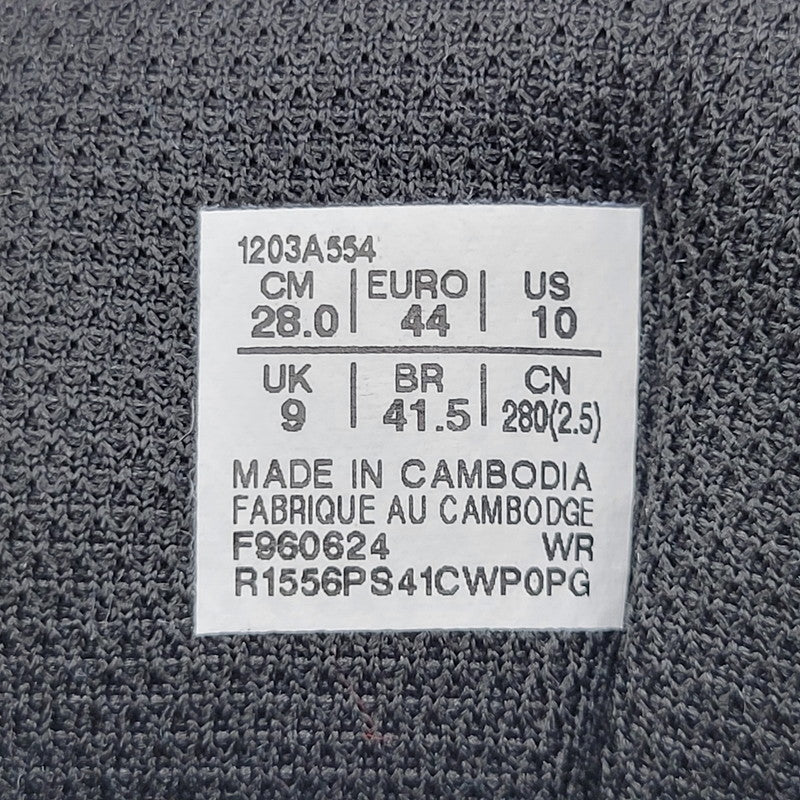 1203A554
CM | EURO | US
28.0 | 44 | 10
UK | BR | CN
9 | 41.5 | 280(2.5)
MADE IN CAMBODIA
FABRIQUE AU CAMBODGE
F960624 WR
R1556PS41CWP0PG